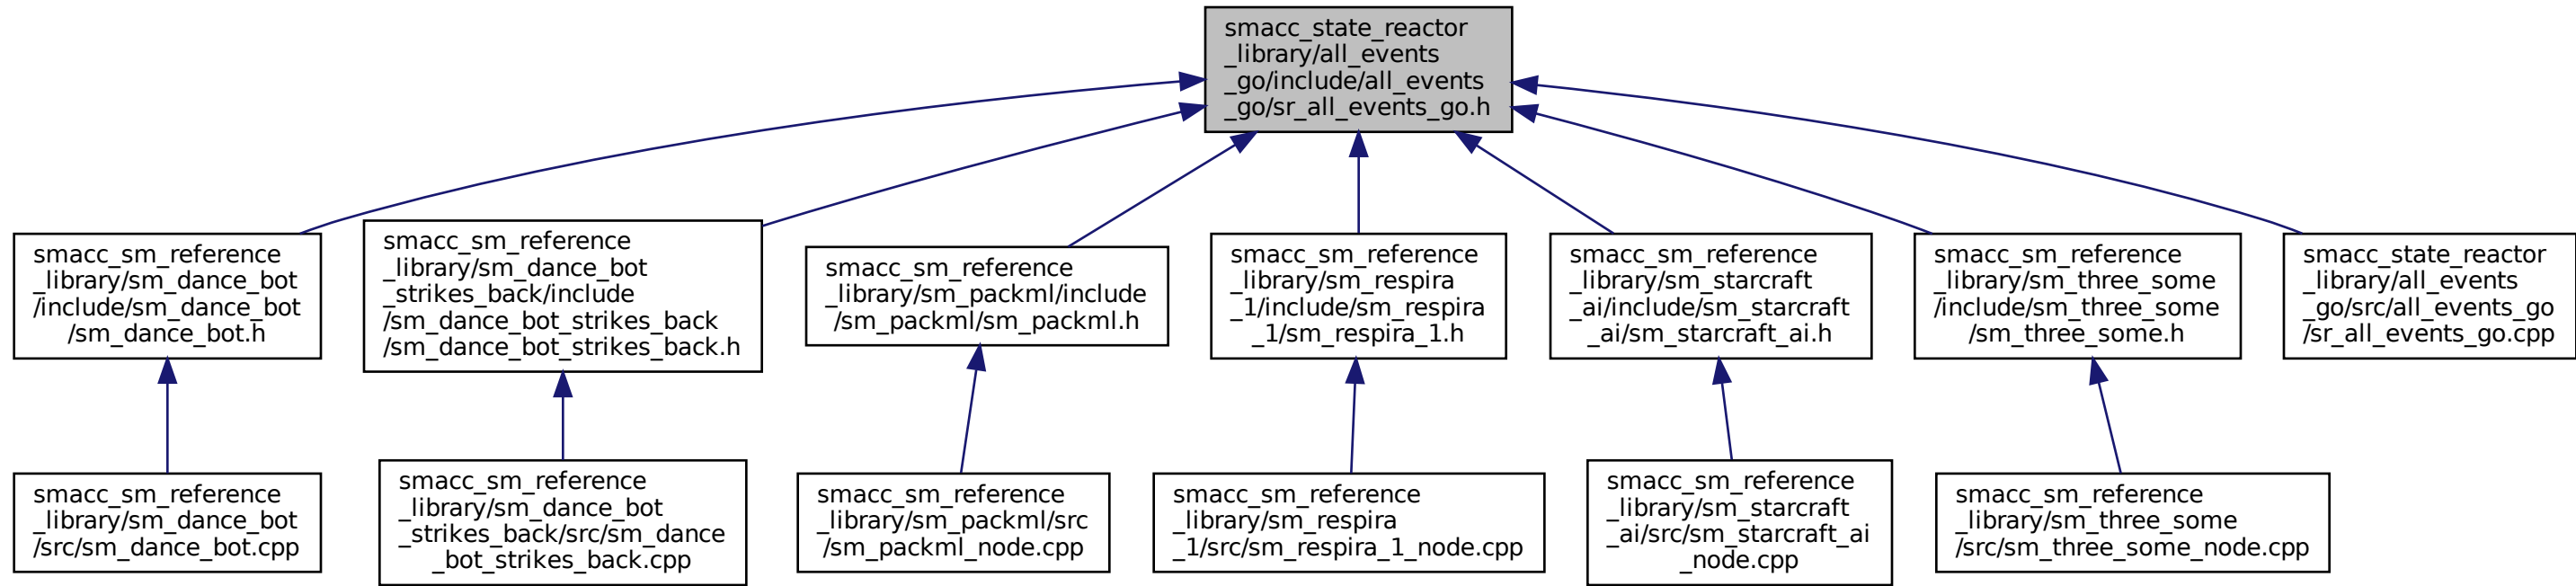 smacc_state_reactor
_library/all_events
_go/include/all_events
_go/sr_all_events_go.h
smacc_sm_reference
_library/sm_dance_bot
/include/sm_dance_bot
/sm_dance_bot.h
smacc_sm_reference
_library/sm_dance_bot
_strikes_back/include
/sm_dance_bot_strikes_back
/sm_dance_bot_strikes_back.h
smacc_sm_reference
_library/sm_packml/include
/sm_packml/sm_packml.h
smacc_sm_reference
_library/sm_respira
_1/include/sm_respira
_1/sm_respira_1.h
smacc_sm_reference
_library/sm_starcraft
_ai/include/sm_starcraft
_ai/sm_starcraft_ai.h
smacc_sm_reference
_library/sm_three_some
/include/sm_three_some
/sm_three_some.h
smacc_state_reactor
_library/all_events
_go/src/all_events_go
/sr_all_events_go.cpp
smacc_sm_reference
_library/sm_dance_bot
/src/sm_dance_bot.cpp
smacc_sm_reference
_library/sm_dance_bot
_strikes_back/src/sm_dance
_bot_strikes_back.cpp
smacc_sm_reference
_library/sm_packml/src
/sm_packml_node.cpp
smacc_sm_reference
_library/sm_respira
_1/src/sm_respira_1_node.cpp
smacc_sm_reference
_library/sm_starcraft
_ai/src/sm_starcraft_ai
_node.cpp
smacc_sm_reference
_library/sm_three_some
/src/sm_three_some_node.cpp